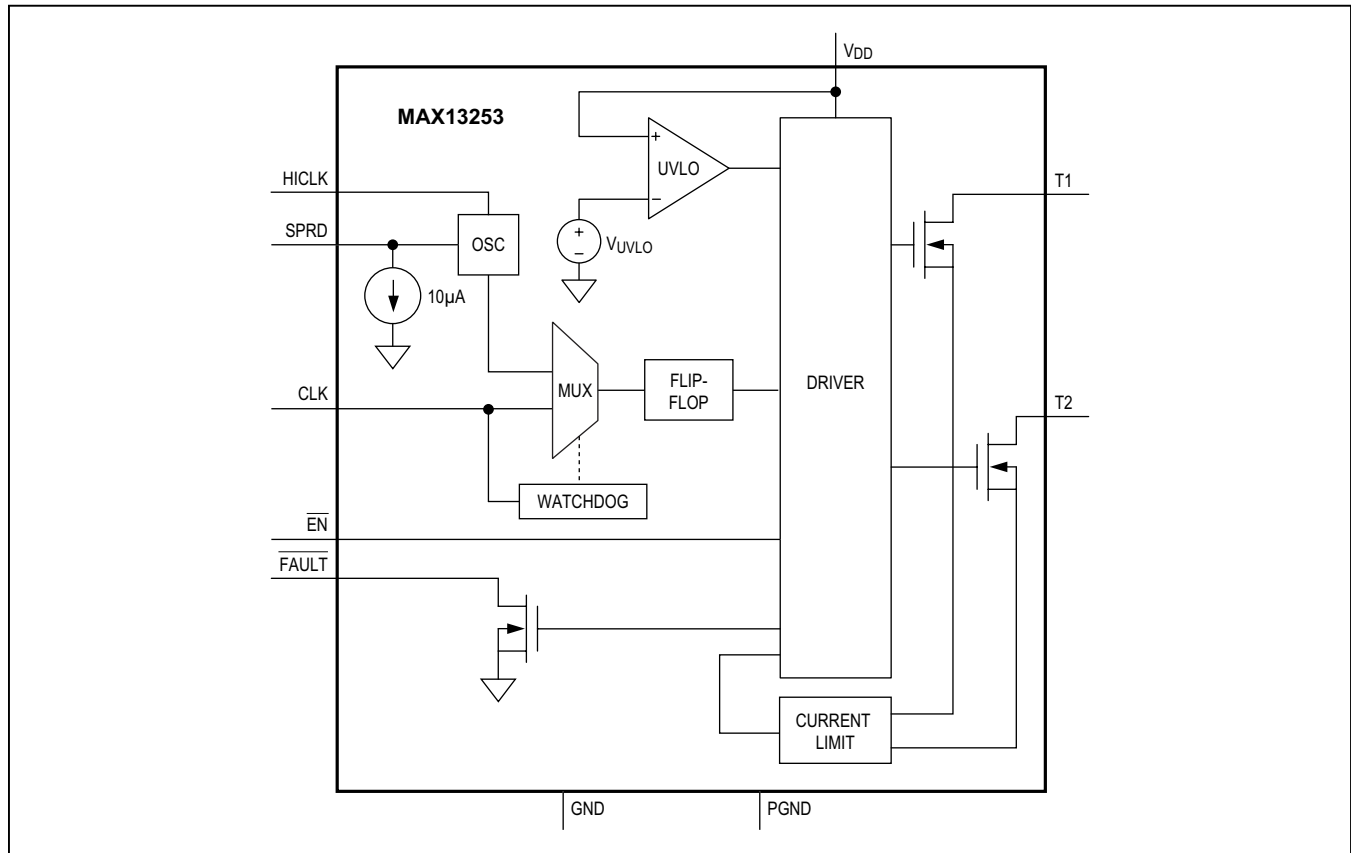 VDD
MAX13253
+
UVLO
−
HICLK
T1
SPRD
OSC
+
−
VUVLO
10µA
CLK
MUX
FLIP-
FLOP
DRIVER
T2
WATCHDOG
EN
FAULT
CURRENT
LIMIT
GND
PGND